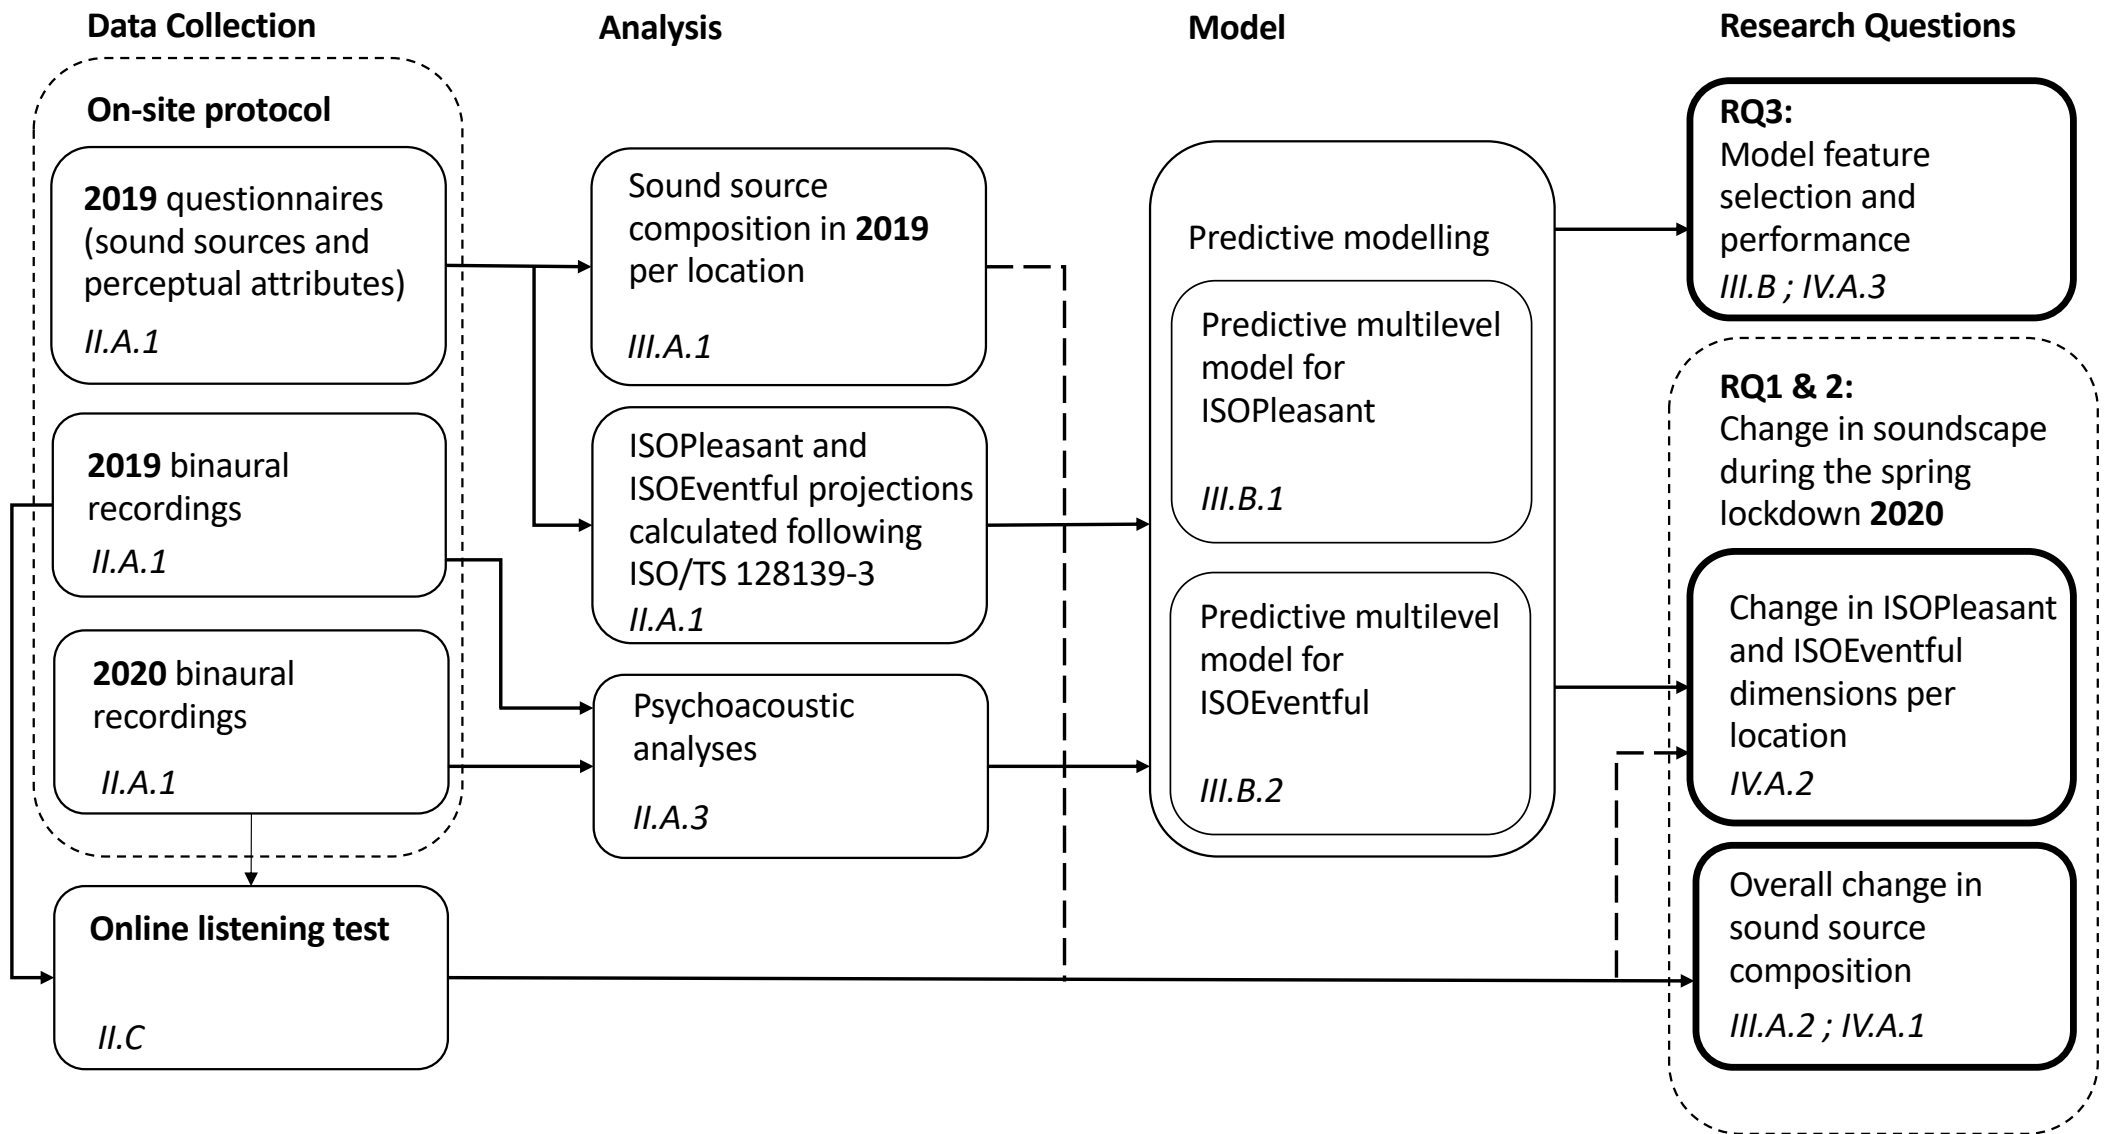 Data Collection
Analysis
Model
Research Questions
On-site protocol
2019 questionnaires
(sound sources and
perceptual attributes)
II.A.1
2019 binaural
recordings
II.A.1
2020 binaural
recordings
II.A.1
Online listening test
II.C
Sound source
composition in 2019
per location
III.A.1
ISOPleasant and
ISOEventful projections
calculated following
ISO/TS 128139-3
II.A.1
Psychoacoustic
analyses
II.A.3
Predictive modelling
Predictive multilevel
model for
ISOPleasant
III.B.1
Predictive multilevel
model for
ISOEventful
III.B.2
RQ3:
Model feature
selection and
performance
III.B ; IV.A.3
RQ1 & 2:
Change in soundscape
during the spring
lockdown 2020
Change in ISOPleasant
and ISOEventful
dimensions per
location
IV.A.2
Overall change in
sound source
composition
III.A.2 ; IV.A.1